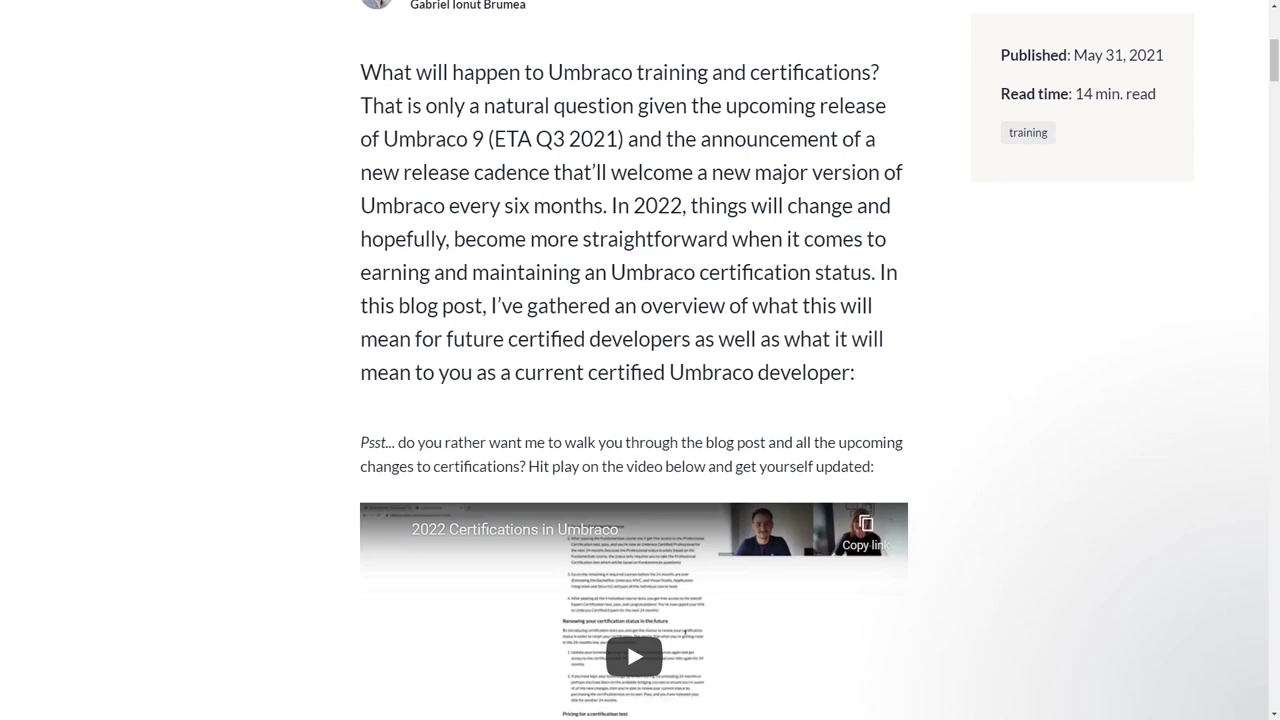 Gabriel Ionut Brumea
Published: May 31, 2021
Read time: 14 min. read
training
What will happen to Umbraco training and certifications?
That is only a natural question given the upcoming release
of Umbraco 9 (ETA Q3 2021) and the announcement of a
new release cadence that’ll welcome a new major version of
Umbraco every six months. In 2022, things will change and
hopefully, become more straightforward when it comes to
earning and maintaining an Umbraco certification status. In
this blog post, I’ve gathered an overview of what this will
mean for future certified developers as well as what it will
mean to you as a current certified Umbraco developer:
Psst... do you rather want me to walk you through the blog post and all the upcoming
changes to certifications? Hit play on the video below and get yourself updated:
2022 Certifications in Umbraco
Copy link
Renewing your certification status in the future
Pricing for a certification test